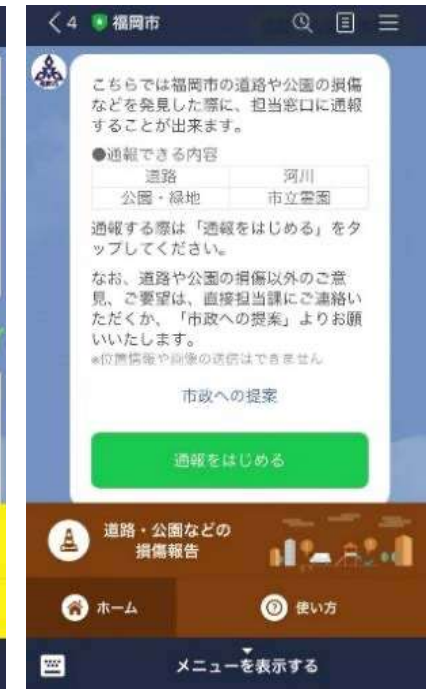 4 福岡市
こちらでは福岡市の道路や公園の損傷
などを発見した際に、担当窓口に通報
することが出来ます。
●通報できる内容
道路 河川
公園・緑地 市立霊園
通報する際は「通報をはじめる」をタ
ップしてください。
なお、道路や公園の損傷以外のご意
見、ご要望は、直接担当課にご連絡い
ただくか、「市政への提案」よりお願
いいたします。
※位置情報や画像の送信はできません
市政への提案
通報をはじめる
道路・公園などの
損傷報告
ホーム 使い方
メニューを表示する